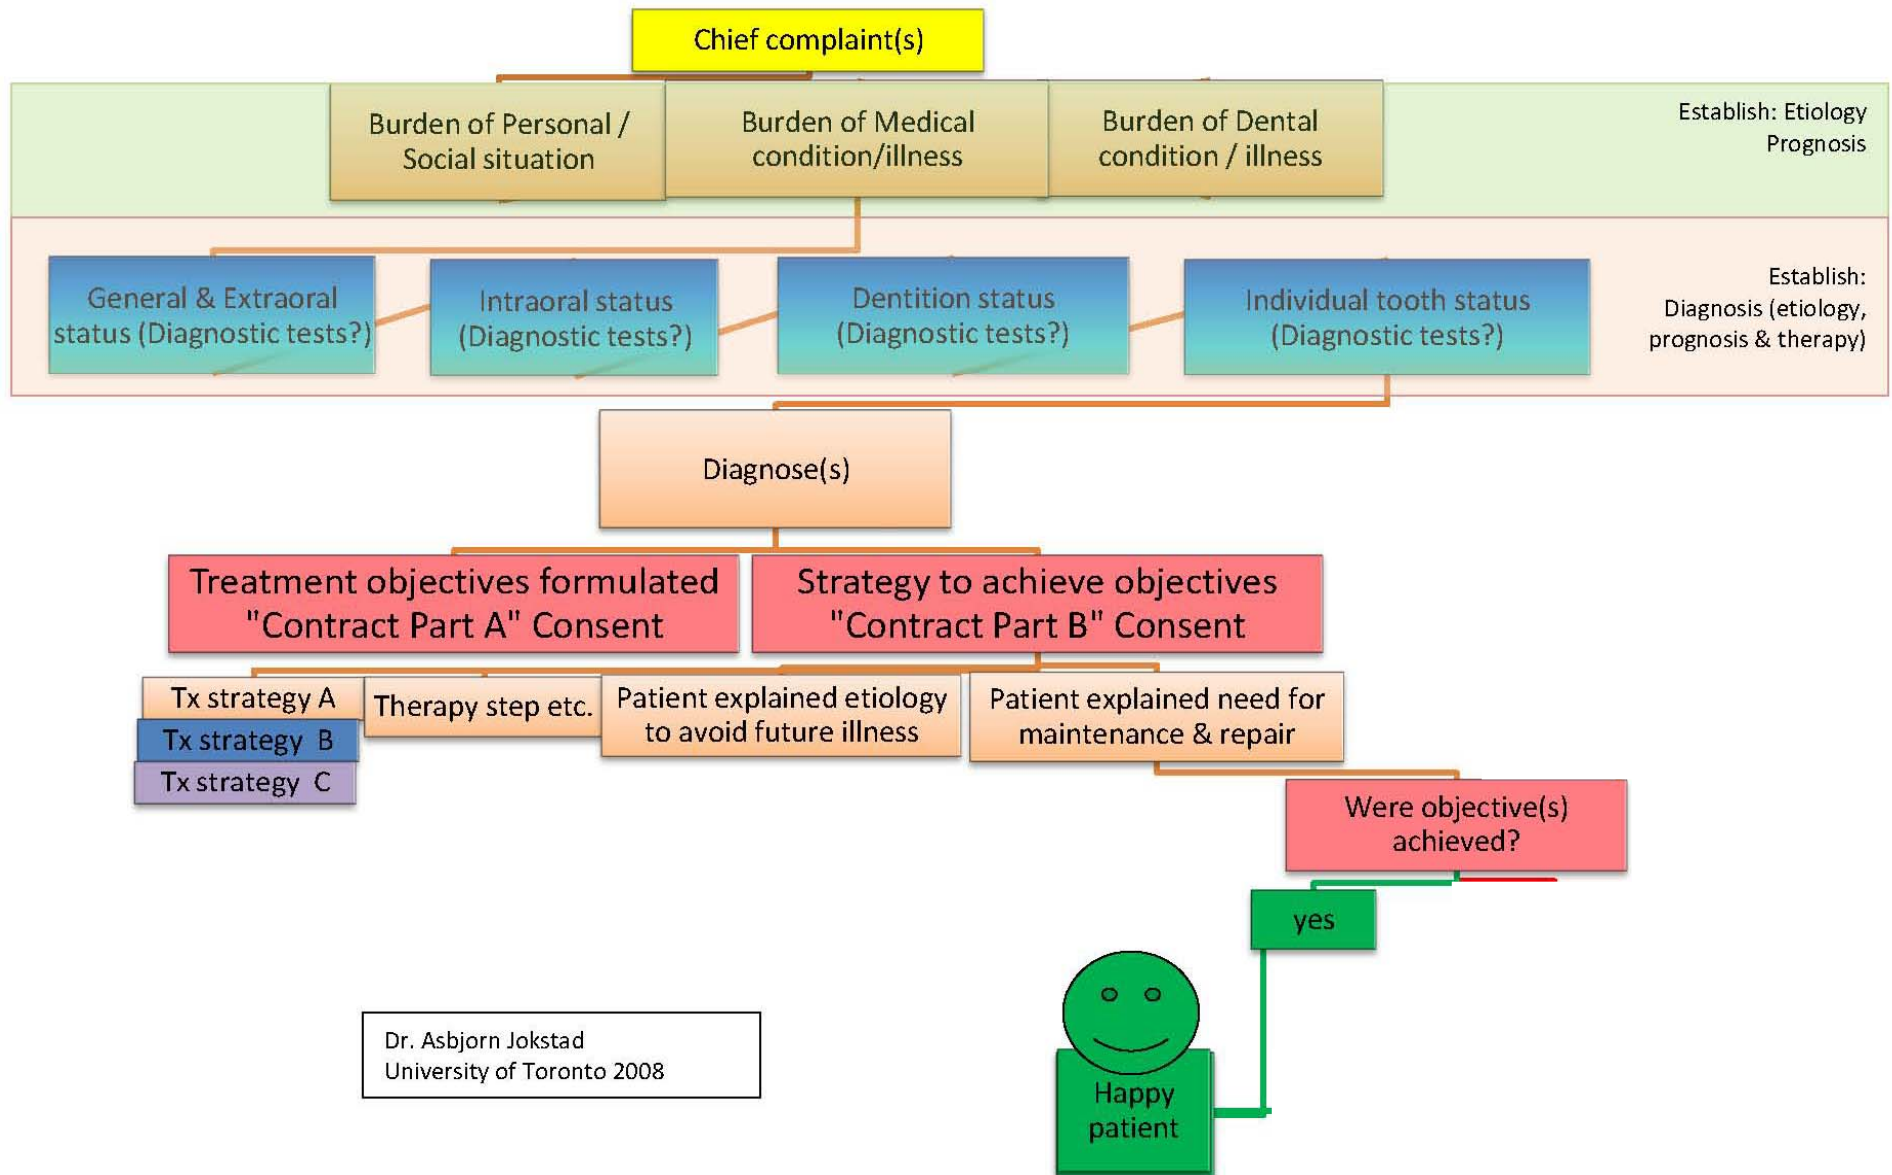 Chief complaint(s)
Burden of Personal /
Social situation
Burden of Medical
condition/illness
Burden of Dental
condition / illness
Establish: Etiology
Prognosis
General & Extraoral
status (Diagnostic tests?)
Intraoral status
(Diagnostic tests?)
Dentition status
(Diagnostic tests?)
Individual tooth status
(Diagnostic tests?)
Establish:
Diagnosis (etiology,
prognosis & therapy)
Diagnose(s)
Treatment objectives formulated
"Contract Part A" Consent
Strategy to achieve objectives
"Contract Part B" Consent
Tx strategy A
Tx strategy B
Tx strategy C
Therapy step etc.
Patient explained etiology
to avoid future illness
Patient explained need for
maintenance & repair
Were objective(s)
achieved?
yes
Happy
patient
Dr. Asbjorn Jokstad
University of Toronto 2008